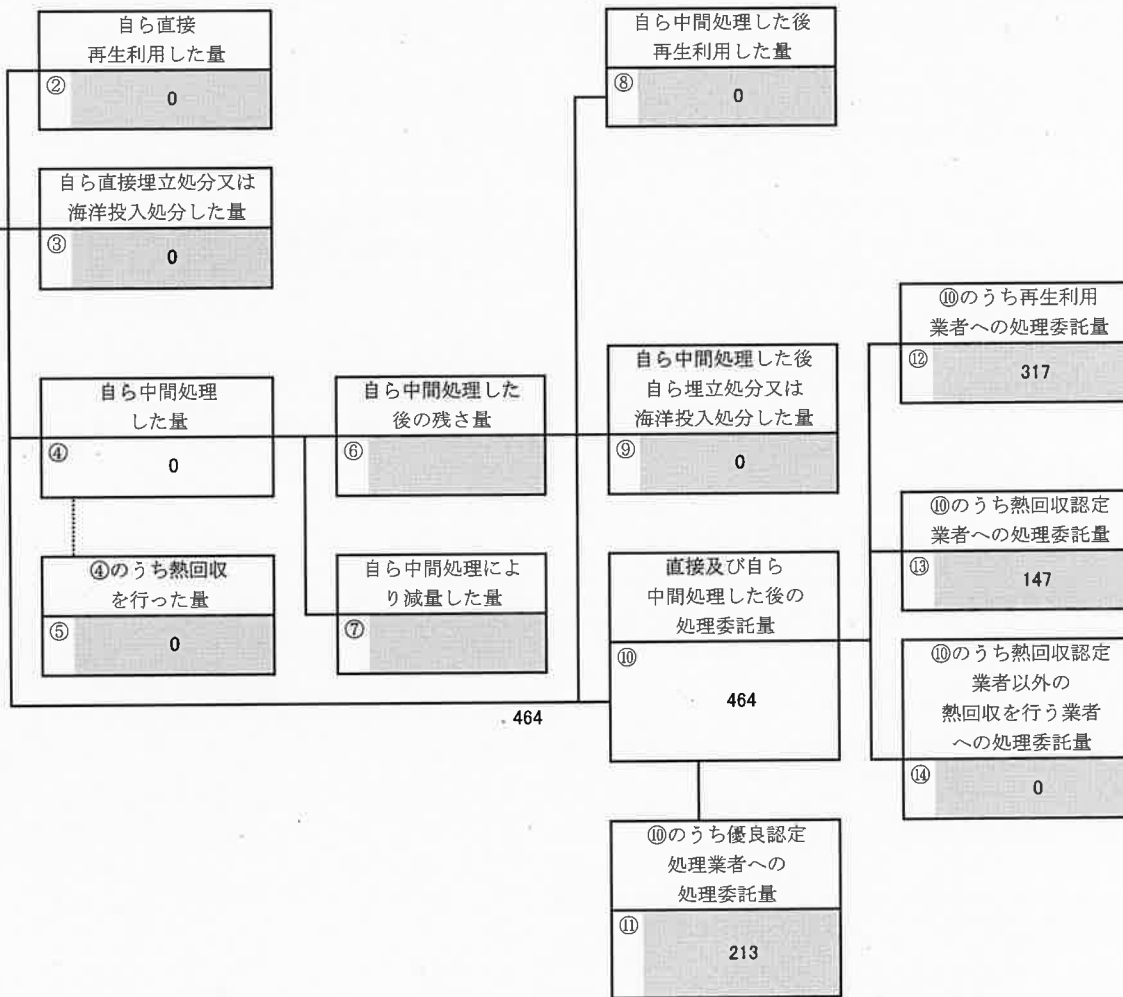 自ら直接
再生利用した量
②
0
自ら直接埋立処分又は
海洋投入処分した量
③
0
自ら中間処理
した量
④
0
④のうち熱回収
を行った量
⑤
0
自ら中間処理した
後の残さ量
⑥
自ら中間処理によ
り減量した量
⑦
464
自ら中間処理した後
再生利用した量
⑧
0
自ら中間処理した後
自ら埋立処分又は
海洋投入処分した量
⑨
0
直接及び自ら
中間処理した後の
処理委託量
⑩
464
⑩のうち優良認定
処理業者への
処理委託量
⑪
213
⑩のうち再生利用
業者への処理委託量
⑫
317
⑩のうち熱回収認定
業者への処理委託量
⑬
147
⑩のうち熱回収認定
業者以外の
熱回収を行う業者
への処理委託量
⑭
0